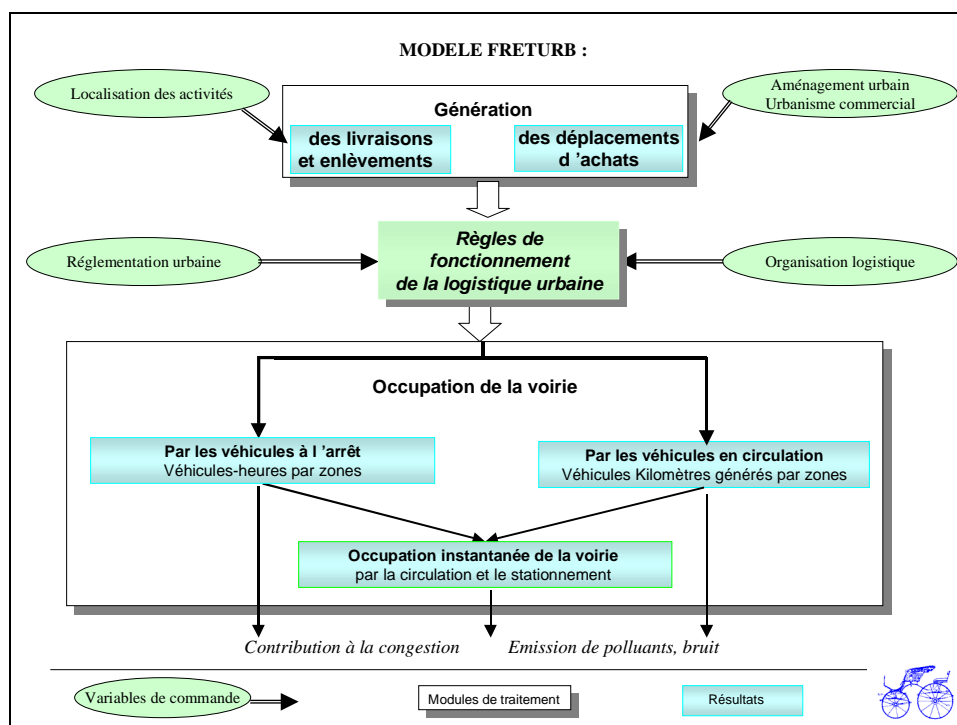 MODELE FRETURB :
Localisation des activités
Aménagement urbain
Urbanisme commercial
Génération
des livraisons
et enlèvements
des déplacements
d ’achats
Réglementation urbaine
Règles de
fonctionnement
de la logistique urbaine
Organisation logistique
Occupation de la voirie
Par les véhicules à l ’arrêt
Véhicules-heures par zones
Par les véhicules en circulation
Véhicules Kilomètres générés par zones
Occupation instantanée de la voirie
par la circulation et le stationnement
Contribution à la congestion
Emission de polluants, bruit
Variables de commande
Modules de traitement
Résultats